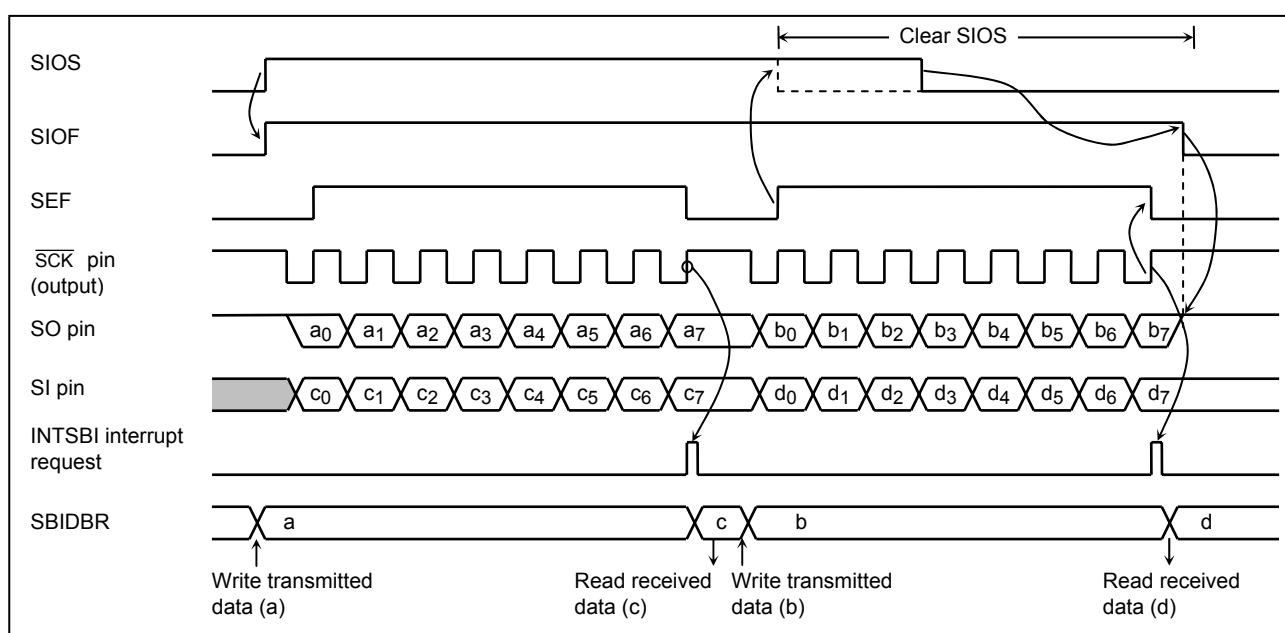 Clear SIOS
SIOS
SIOF
SEF
SCK pin
(output)
SO pin
a0 a1 a2 a3 a4 a5 a6 a7 b0 b1 b2 b3 b4 b5 b6 b7
SI pin
c0 c1 c2 c3 c4 c5 c6 c7 d0 d1 d2 d3 d4 d5 d6 d7
INTSBI interrupt
request
SBIDBR
a c b d
Write transmitted
data (a)
Read received
data (c)
Write transmitted
data (b)
Read received
data (d)